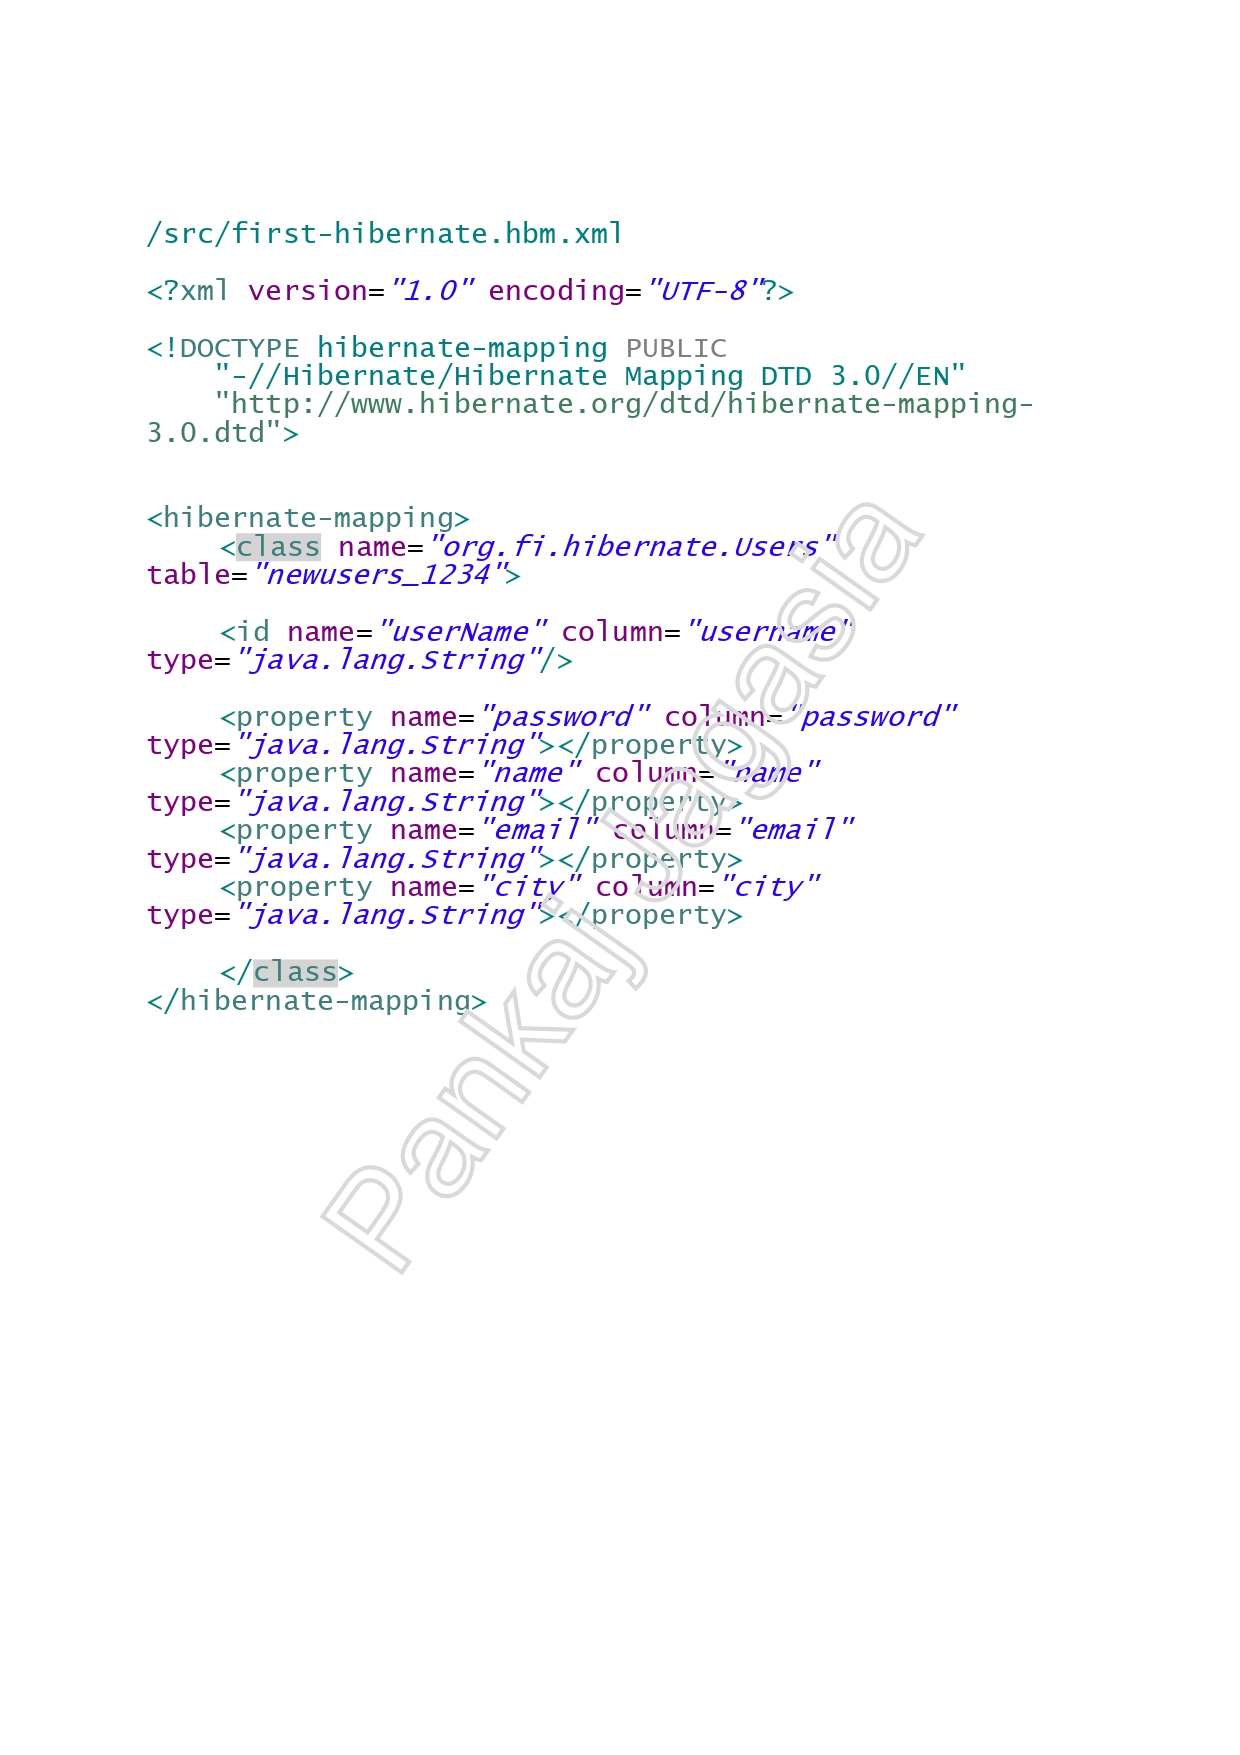 /src/first-hibernate.hbm.xml
<?xml version="1.0" encoding="UTF-8"?>
<!DOCTYPE hibernate-mapping PUBLIC
"-//Hibernate/Hibernate Mapping DTD 3.0//EN"
"http://www.hibernate.org/dtd/hibernate-mapping-
3.0.dtd">
<hibernate-mapping>
<class name="org.fi.hibernate.Users"
table="newusers_1234">
<id name="userName" column="username"
type="java.lang.String"/>
<property name="password" column="password"
type="java.lang.String"></property>
<property name="name" column="name"
type="java.lang.String"></property>
<property name="email" column="email"
type="java.lang.String"></property>
<property name="city" column="city"
type="java.lang.String"></property>
</class>
</hibernate-mapping>
Pankaj Jagasia